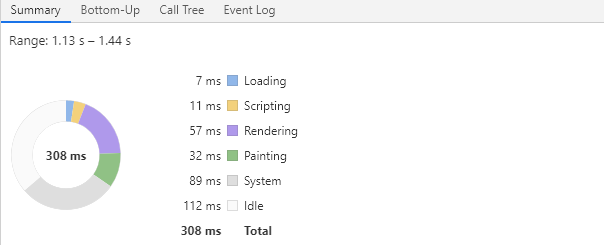 Summary Bottom-Up Call Tree Event Log
Range: 1.13 s – 1.44 s
7 ms Loading
11 ms Scripting
57 ms Rendering
308 ms
32 ms Painting
89 ms System
112 ms Idle
308 ms Total